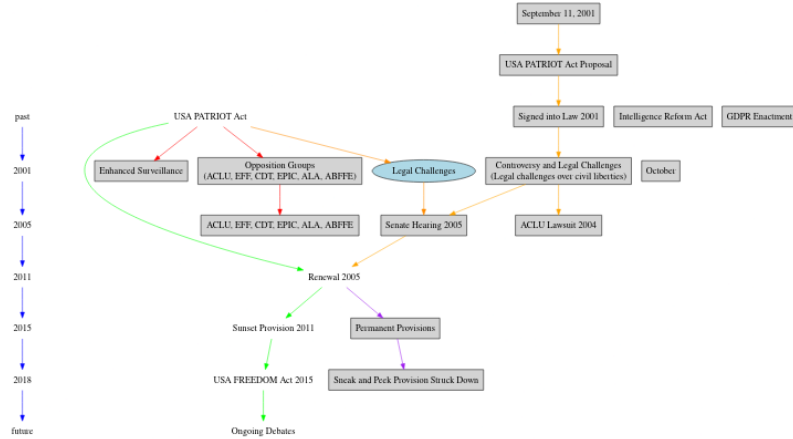 September 11, 2001
USA PATRIOT Act Proposal
past
USA PATRIOT Act
Signed into Law 2001
Intelligence Reform Act
GDPR Enactment
2001
Enhanced Surveillance
Opposition Groups
(ACLU, EFF, CDT, EPIC, ALA, ABFFE)
Legal Challenges
Controversy and Legal Challenges
(Legal challenges over civil liberties)
October
2005
ACLU, EFF, CDT, EPIC, ALA, ABFFE
Senate Hearing 2005
ACLU Lawsuit 2004
2011
Renewal 2005
2015
Sunset Provision 2011
Permanent Provisions
2018
USA FREEDOM Act 2015
Sneak and Peek Provision Struck Down
future
Ongoing Debates